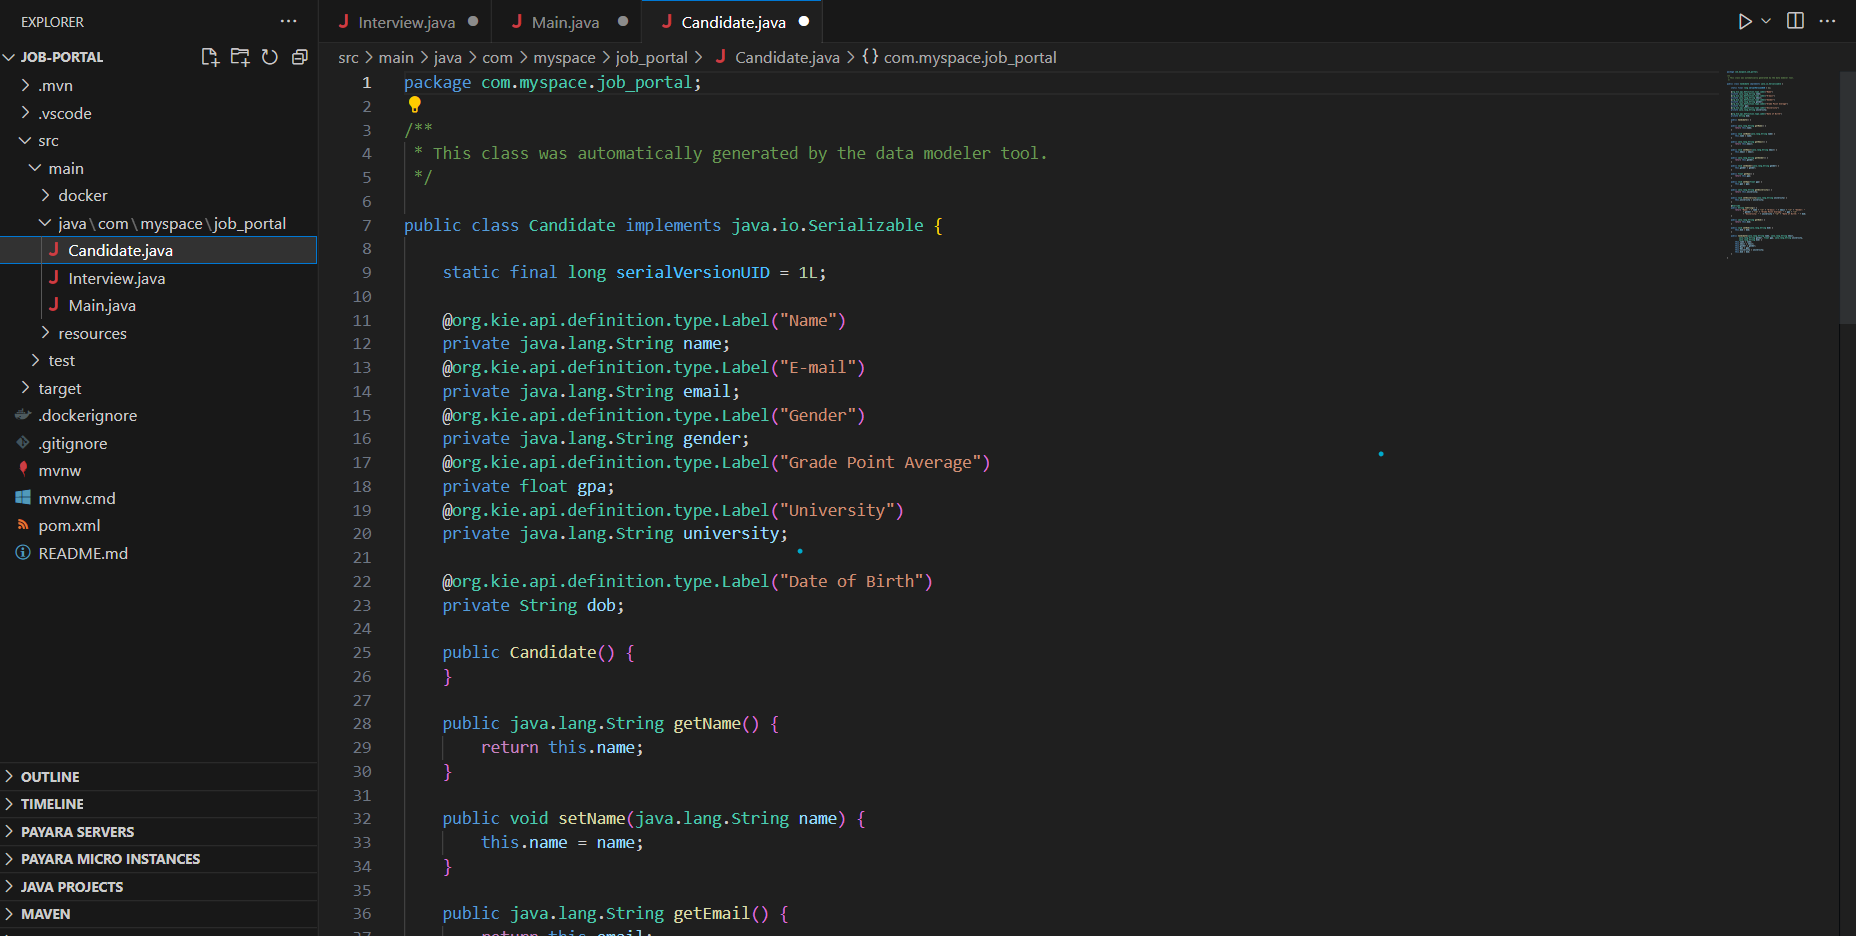 EXPLORER
JOB-PORTAL
.mvn
.vscode
src
main
docker
java\com\myspace\job_portal
Candidate.java
Interview.java
Main.java
resources
test
target
.dockerignore
.gitignore
mvnw
mvnw.cmd
pom.xml
README.md
OUTLINE
TIMELINE
PAYARA SERVERS
PAYARA MICRO INSTANCES
JAVA PROJECTS
MAVEN
Interview.java Main.java Candidate.java
src > main > java > com > myspace > job_portal > Candidate.java > {} com.myspace.job_portal
1 package com.myspace.job_portal;
2
3 /**
4 * This class was automatically generated by the data modeler tool.
5 */
6
7 public class Candidate implements java.io.Serializable {
8
9 static final long serialVersionUID = 1L;
10
11 @org.kie.api.definition.type.Label("Name")
12 private java.lang.String name;
13 @org.kie.api.definition.type.Label("E-mail")
14 private java.lang.String email;
15 @org.kie.api.definition.type.Label("Gender")
16 private java.lang.String gender;
17 @org.kie.api.definition.type.Label("Grade Point Average")
18 private float gpa;
19 @org.kie.api.definition.type.Label("University")
20 private java.lang.String university;
21
22 @org.kie.api.definition.type.Label("Date of Birth")
23 private String dob;
24
25 public Candidate() {
26 }
27
28 public java.lang.String getName() {
29 return this.name;
30 }
31
32 public void setName(java.lang.String name) {
33 this.name = name;
34 }
35
36 public java.lang.String getEmail() {
37 return this.email;